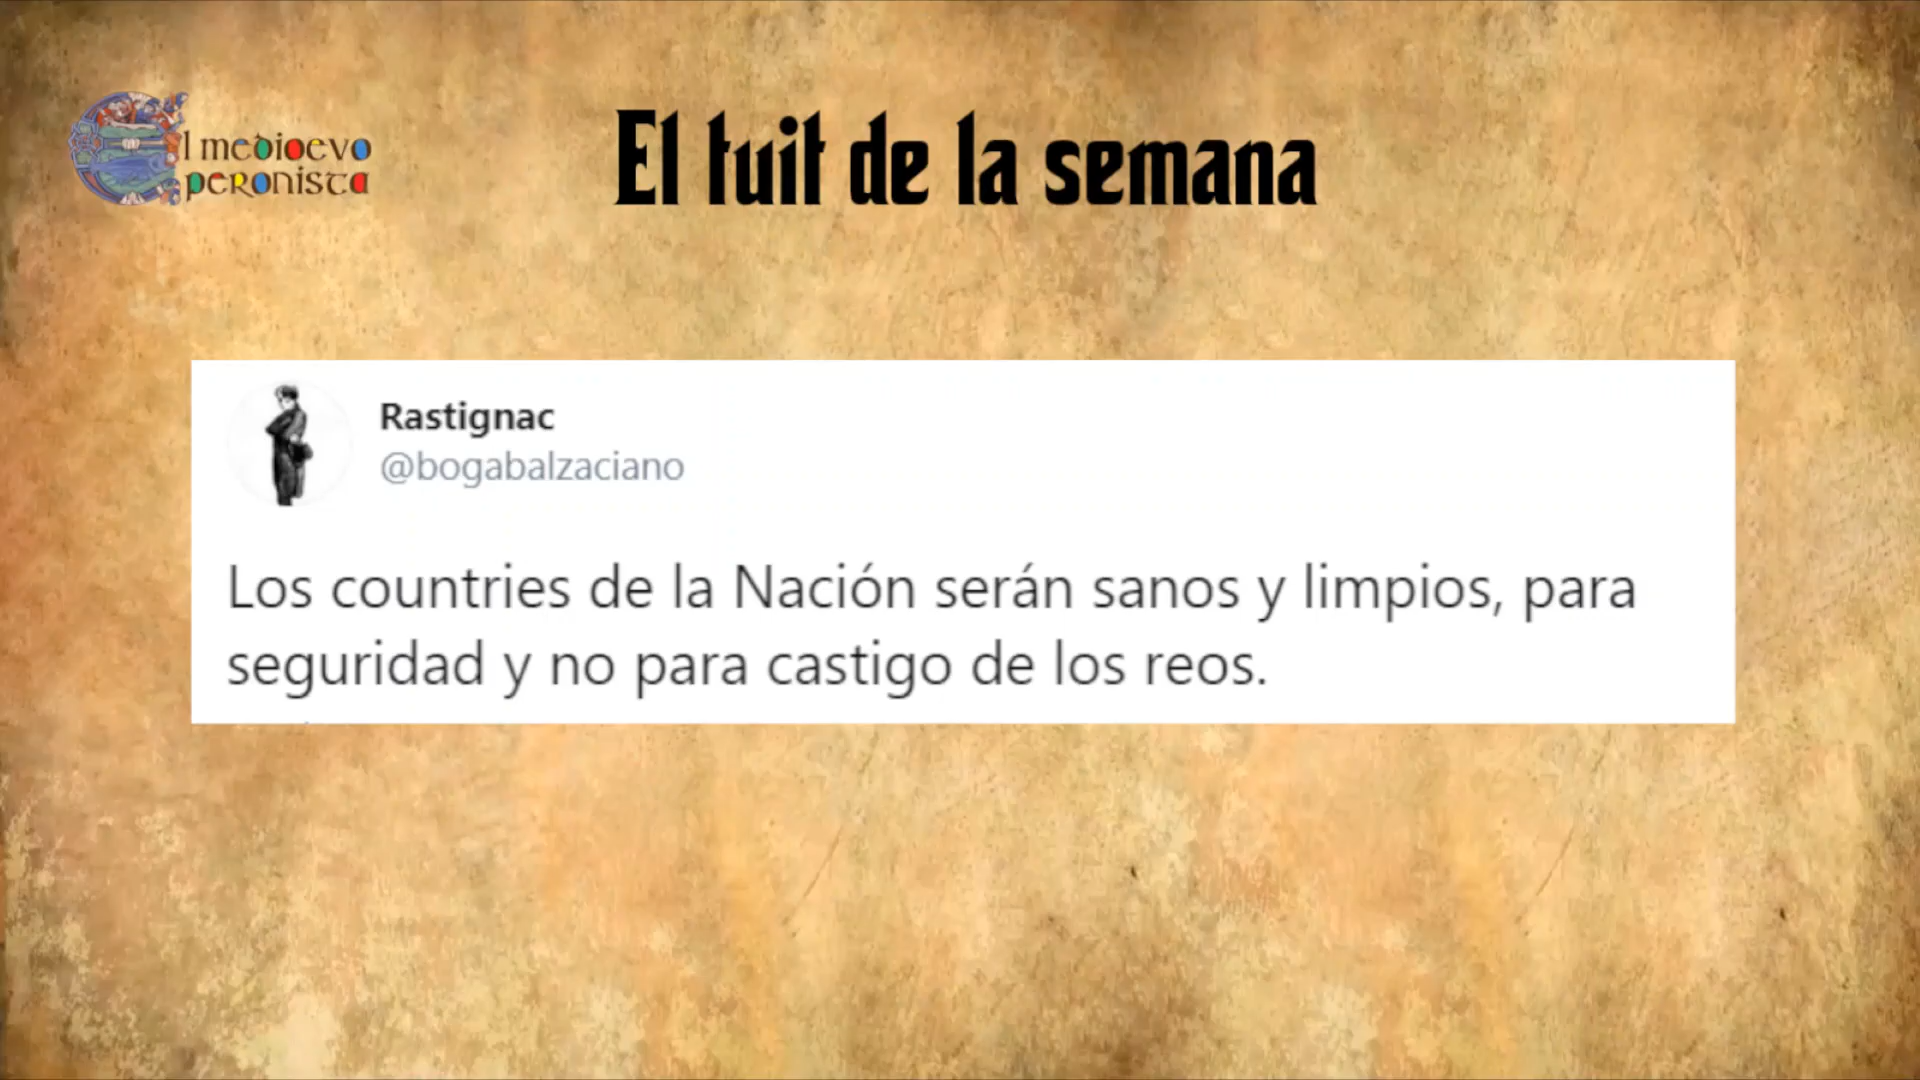 El medioevo
peronista
El tuit de la semana
Rastignac
@bogabalzaciano
Los countries de la Nación serán sanos y limpios, para
seguridad y no para castigo de los reos.